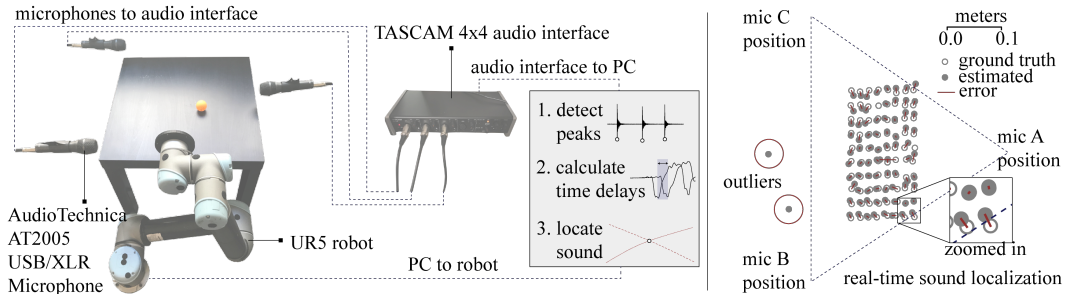 microphones to audio interface
TASCAM 4x4 audio interface
audio interface to PC
1. detect
peaks
2. calculate
time delays
3. locate
sound
AudioTechnica
AT2005
USB/XLR
Microphone
UR5 robot
PC to robot
mic C
position
meters
0.0
0.1
ground truth
estimated
error
mic A
position
outliers
zoomed in
mic B
position
real-time sound localization